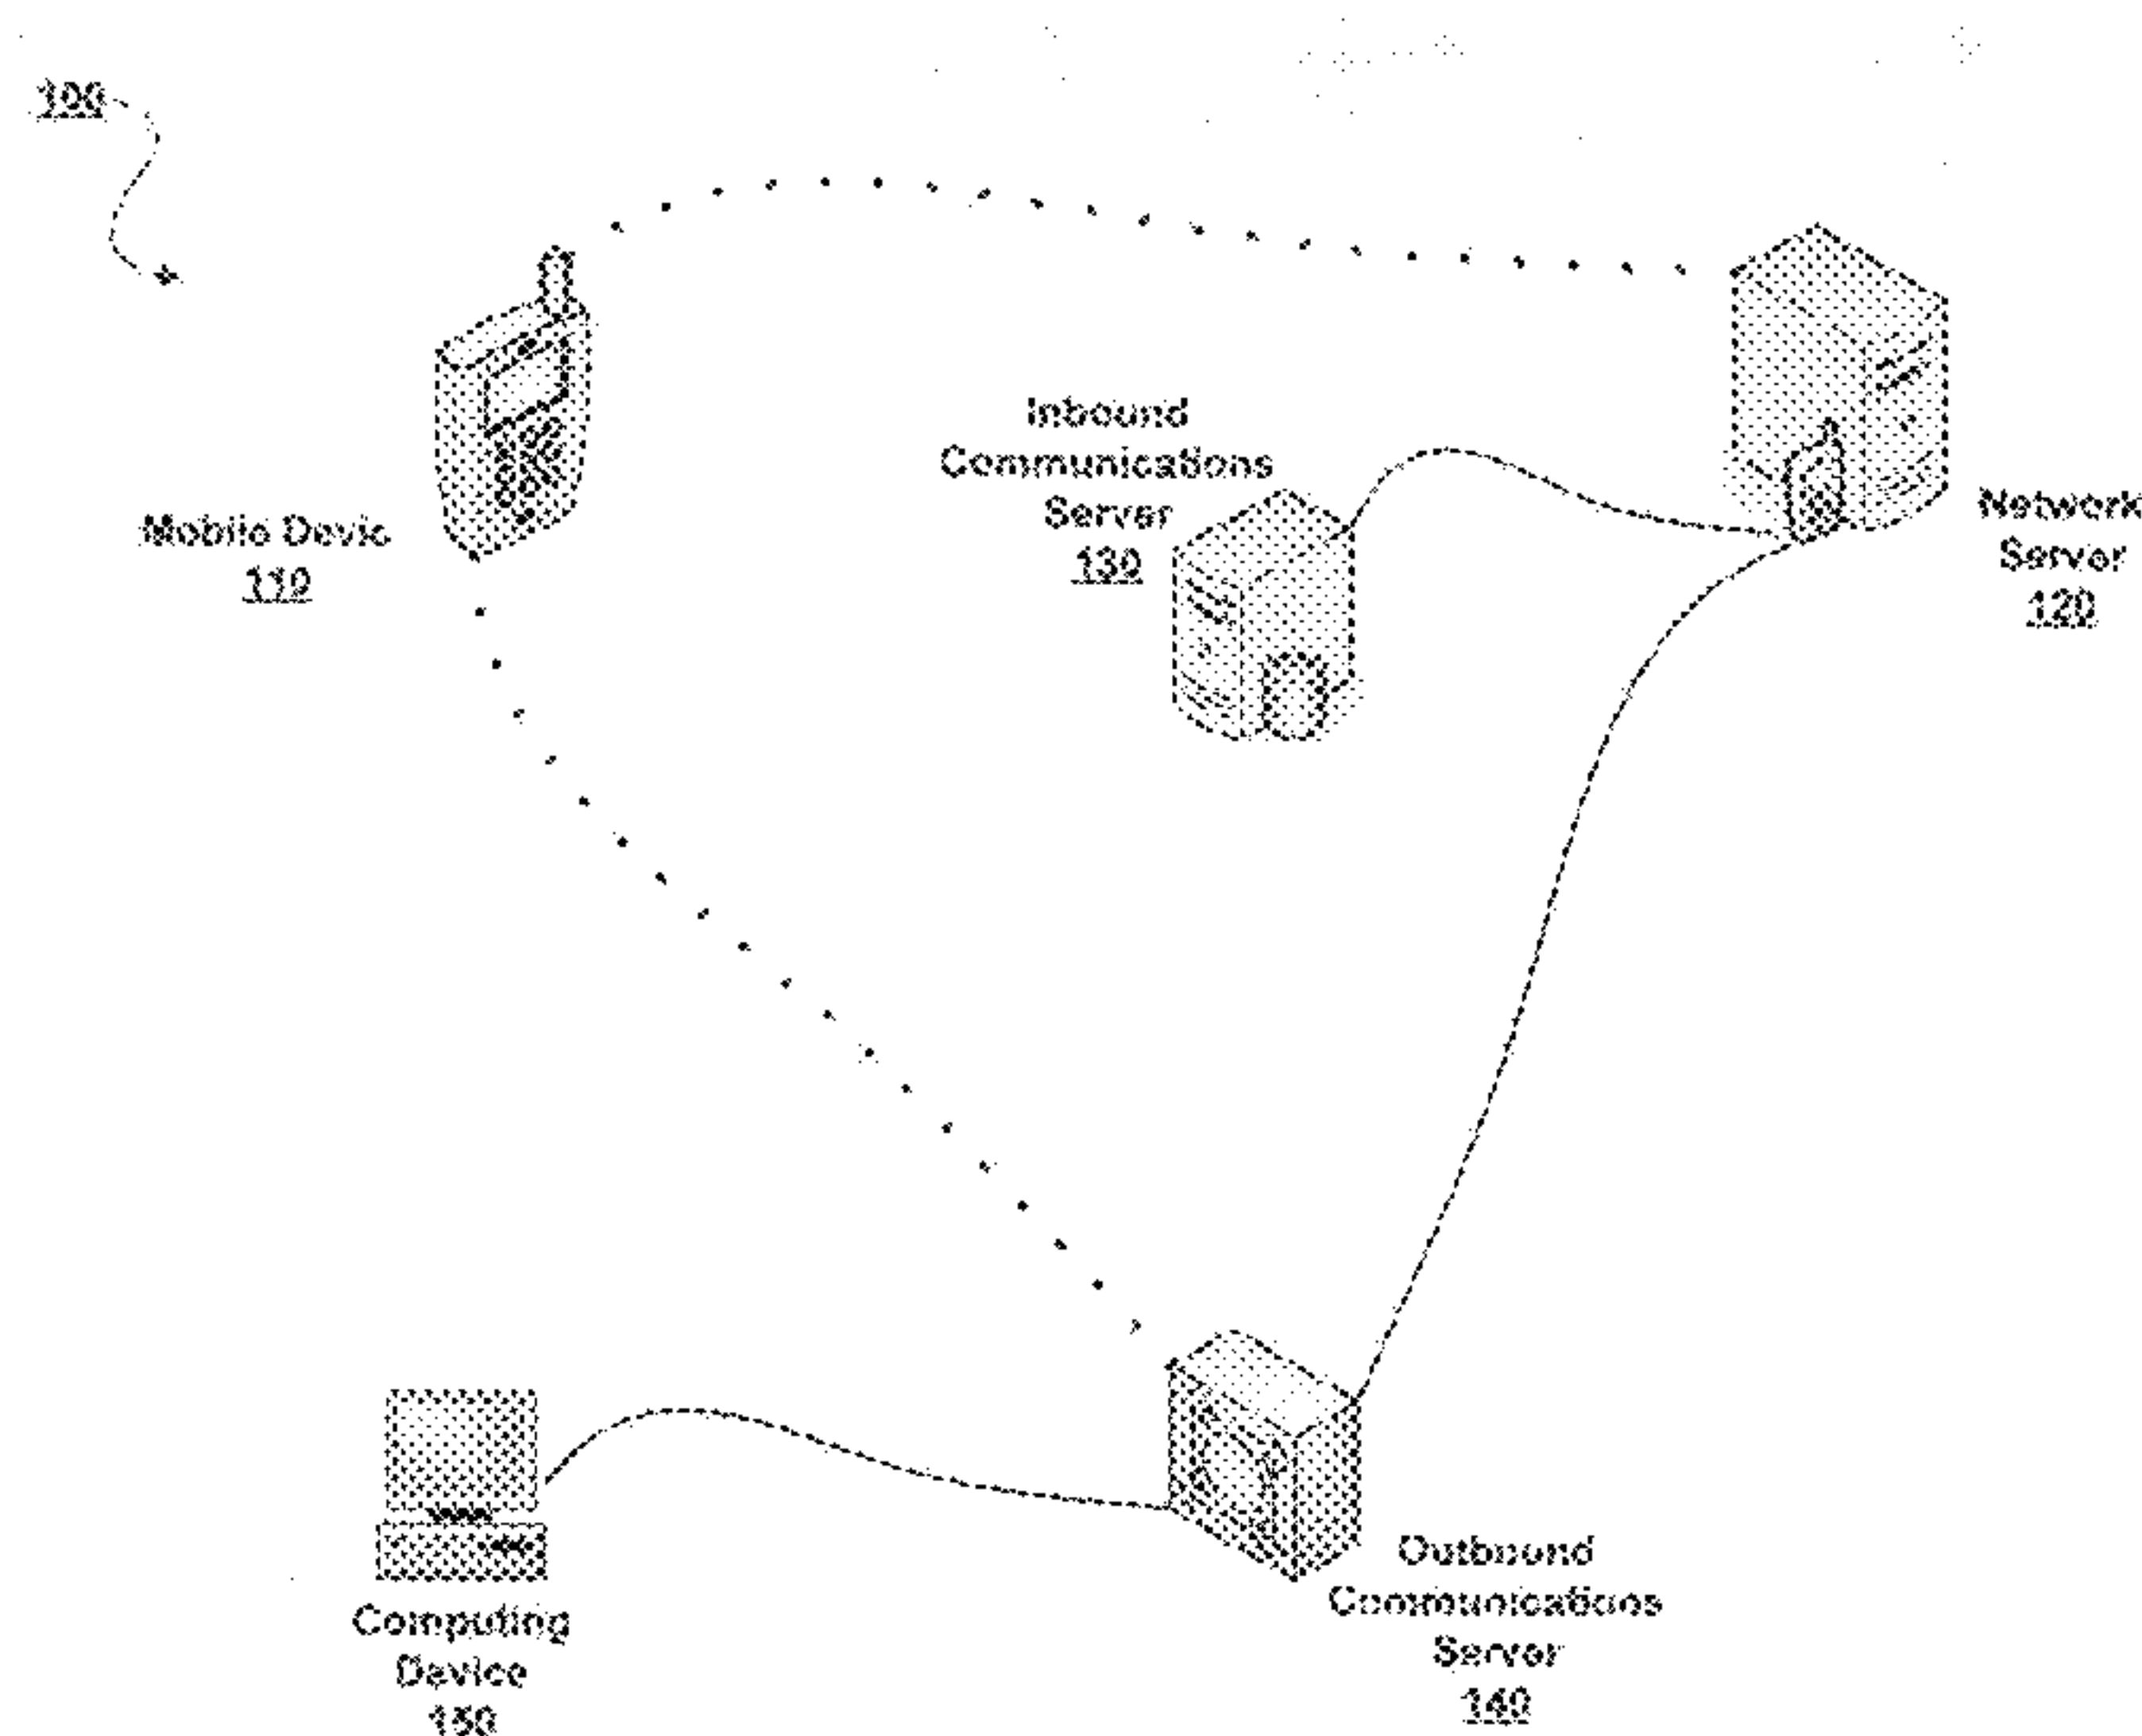 100
Inbound
Communications
Server
130
Mobile Devic
110
Network
Server
120
Outbound
Communications
Server
140
Computing
Device
150